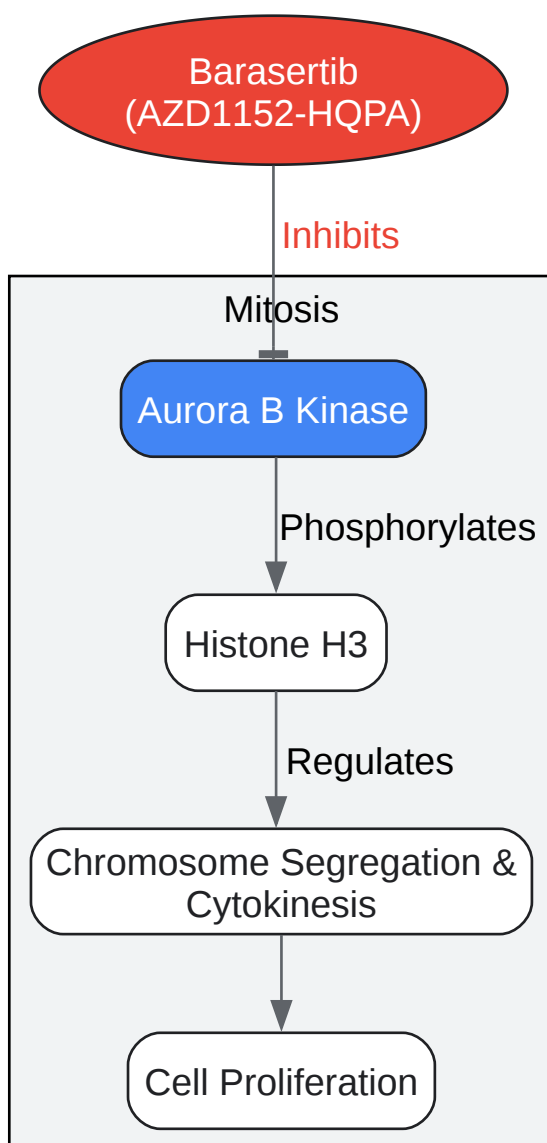 Barasertib
(AZD1152-HQPA)
Inhibits
Mitosis
Aurora B Kinase
Phosphorylates
Histone H3
Regulates
Chromosome Segregation &
Cytokinesis
Cell Proliferation